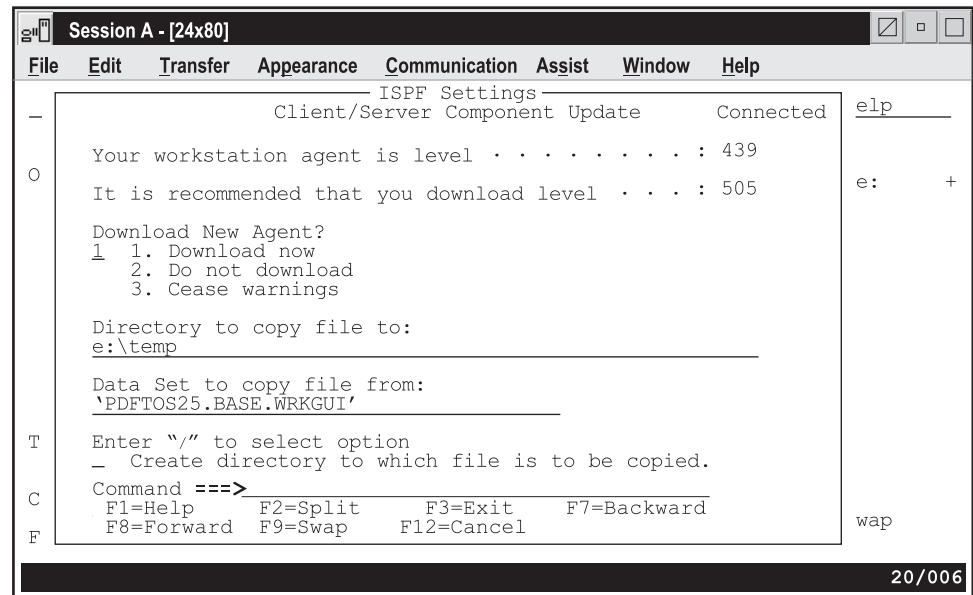 Session A - [24x80]
File Edit Transfer Appearance Communication Assist Window Help
ISPF Settings
_ Client/Server Component Update Connected elp
Your workstation agent is level . . . . . . . . : 439
O
It is recommended that you download level . . . : 505 e: +
Download New Agent?
1 1. Download now
2. Do not download
3. Cease warnings
Directory to copy file to:
e:\temp
Data Set to copy file from:
‘PDFTOS25.BASE.WRKGUI’
T Enter “/” to select option
_ Create directory to which file is to be copied.
Command ===>
C F1=Help F2=Split F3=Exit F7=Backward
F8=Forward F9=Swap F12=Cancel wap
F
20/006